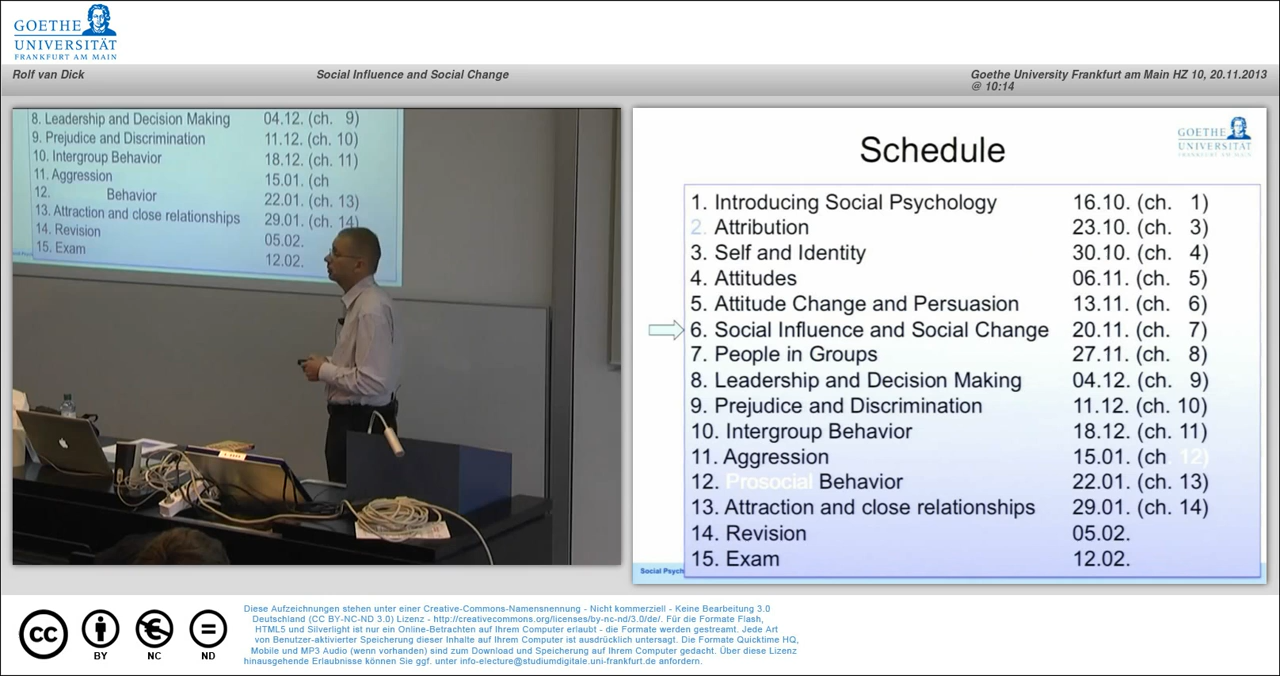 GOETHE
UNIVERSITÄT
FRANKFURT AM MAIN
Rolf van Dick
Social Influence and Social Change
Goethe University Frankfurt am Main HZ 10, 20.11.2013
@ 10:14
8. Leadership and Decision Making 04.12. (ch. 9)
9. Prejudice and Discrimination 11.12. (ch. 10)
10. Intergroup Behavior 18.12. (ch. 11)
11. Aggression 15.01. (ch
12. Behavior 22.01. (ch. 13)
13. Attraction and close relationships 29.01. (ch. 14)
14. Revision 05.02.
15. Exam 12.02.
Schedule
GOETHE
UNIVERSITÄT
FRANKFURT AM MAIN
1. Introducing Social Psychology 16.10. (ch. 1)
2. Attribution 23.10. (ch. 3)
3. Self and Identity 30.10. (ch. 4)
4. Attitudes 06.11. (ch. 5)
5. Attitude Change and Persuasion 13.11. (ch. 6)
6. Social Influence and Social Change 20.11. (ch. 7)
7. People in Groups 27.11. (ch. 8)
8. Leadership and Decision Making 04.12. (ch. 9)
9. Prejudice and Discrimination 11.12. (ch. 10)
10. Intergroup Behavior 18.12. (ch. 11)
11. Aggression 15.01. (ch 12)
12. Prosocial Behavior 22.01. (ch. 13)
13. Attraction and close relationships 29.01. (ch. 14)
14. Revision 05.02.
15. Exam 12.02.
Social Psych
cc
BY
NC
ND
Diese Aufzeichnungen stehen unter einer Creative-Commons-Namensnennung - Nicht kommerziell - Keine Bearbeitung 3.0
Deutschland (CC BY-NC-ND 3.0) Lizenz - http://creativecommons.org/licenses/by-nc-nd/3.0/de/. Für die Formate Flash,
HTML5 und Silverlight ist nur ein Online-Betrachten auf Ihrem Computer erlaubt - die Formate werden gestreamt. Jede Art
von Benutzer-aktivierter Speicherung dieser Inhalte auf Ihrem Computer ist ausdrücklich untersagt. Die Formate Quicktime HQ,
Mobile und MP3 Audio (wenn vorhanden) sind zum Download und Speicherung auf Ihrem Computer gedacht. Über diese Lizenz
hinausgehende Erlaubnisse können Sie ggf. unter info-electure@studiumdigitale.uni-frankfurt.de anfordern.